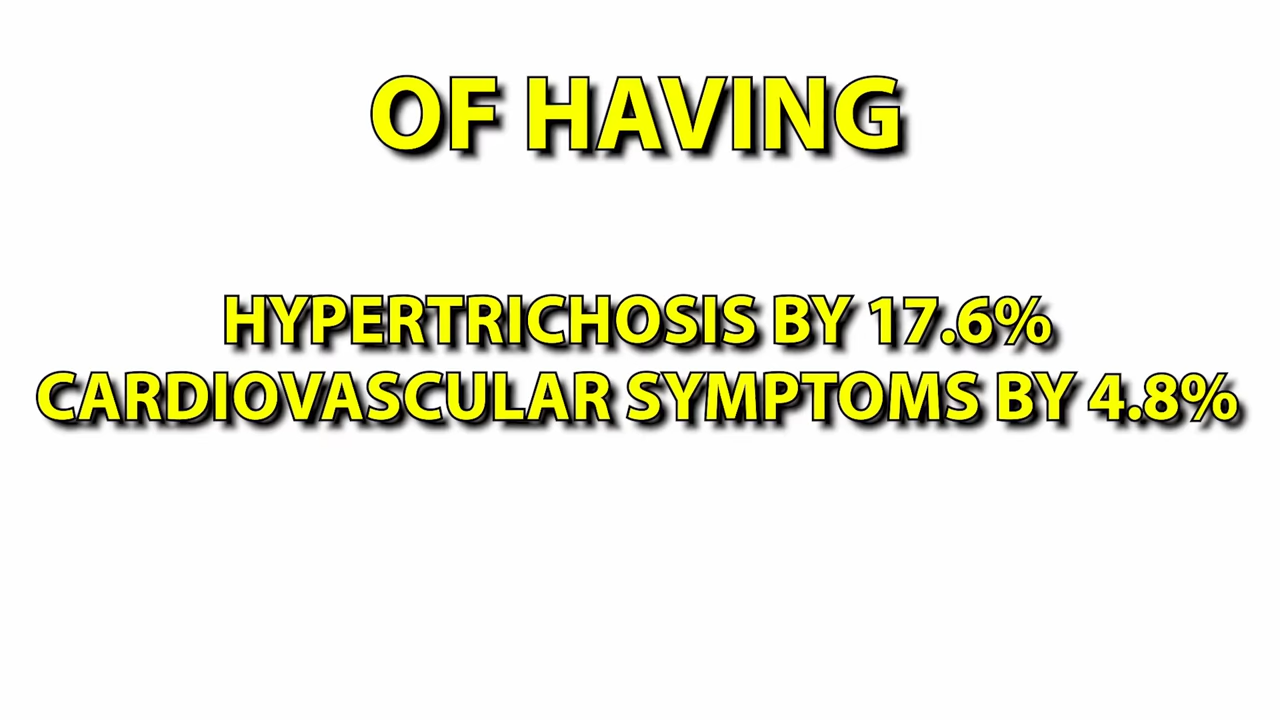 OF HAVING
HYPERTRICHOSIS BY 17.6%
CARDIOVASCULAR SYMPTOMS BY 4.8%